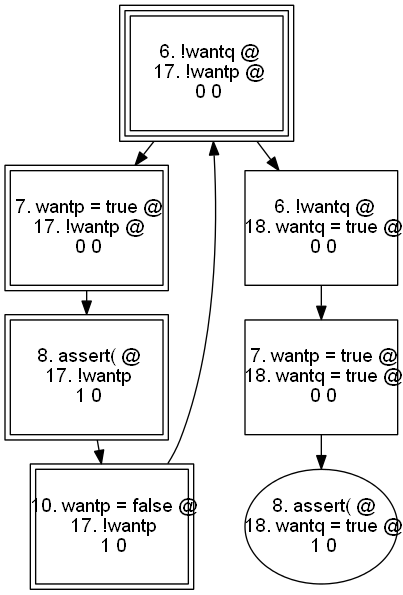 6. !wantq @
17. !wantp @
0 0
7. wantp = true @
17. !wantp @
0 0
6. !wantq @
18. wantq = true @
0 0
8. assert( @
17. !wantp
1 0
7. wantp = true @
18. wantq = true @
0 0
10. wantp = false @
17. !wantp
1 0
8. assert( @
18. wantq = true @
1 0